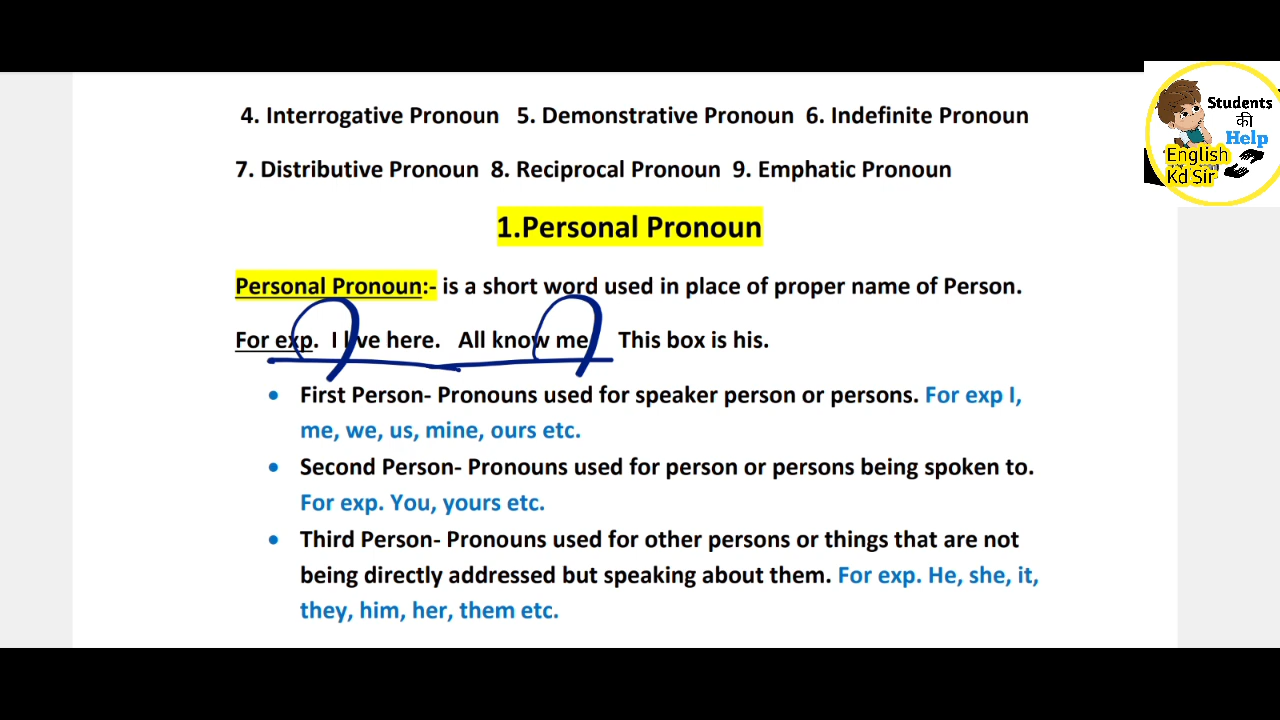 4. Interrogative Pronoun 5. Demonstrative Pronoun 6. Indefinite Pronoun
7. Distributive Pronoun 8. Reciprocal Pronoun 9. Emphatic Pronoun
1.Personal Pronoun
Personal Pronoun:- is a short word used in place of proper name of Person.
For exp. I live here. All know me. This box is his.
• First Person- Pronouns used for speaker person or persons. For exp I,
me, we, us, mine, ours etc.
• Second Person- Pronouns used for person or persons being spoken to.
For exp. You, yours etc.
• Third Person- Pronouns used for other persons or things that are not
being directly addressed but speaking about them. For exp. He, she, it,
they, him, her, them etc.
Students
की
Help
English
Kd Sir